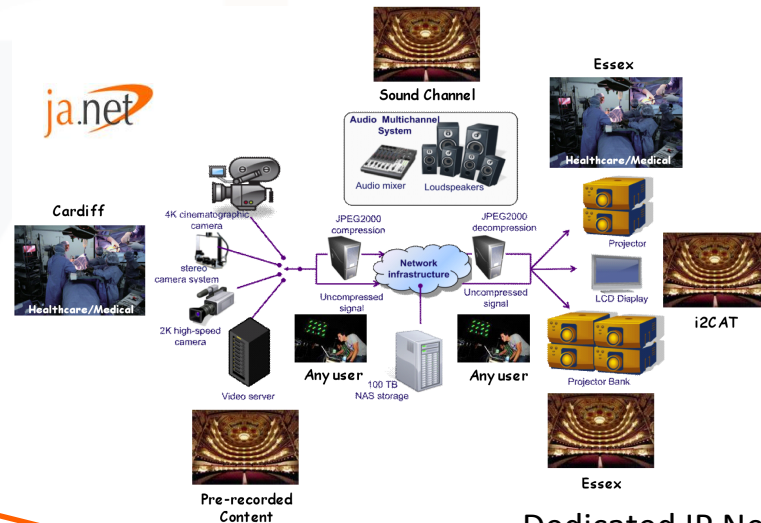 ja.net
Sound Channel
Essex
Healthcare/Medical
Audio Multichannel
System
Audio mixer
Loudspeakers
Cardiff
Healthcare/Medical
4K cinematographic
camera
stereo
camera system
2K high-speed
camera
Video server
JPEG2000
compression
Uncompressed
signal
Network
infrastructure
JPEG2000
decompression
Uncompressed
signal
Projector
LCD Display
Projector Bank
i2CAT
Any user
100 TB
NAS storage
Any user
Pre-recorded
Content
Essex
Dedicated IP